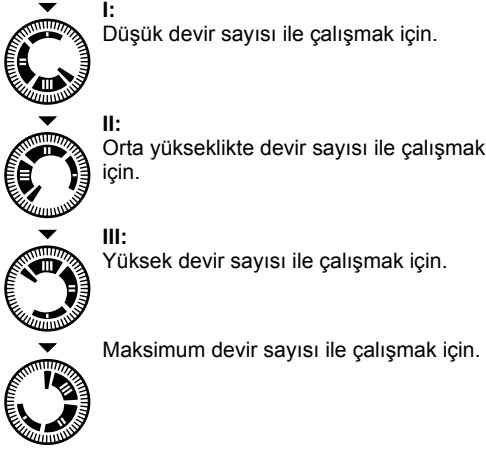 I:
Düşük devir sayısı ile çalışmak için.
II:
Orta yükseklikte devir sayısı ile çalışmak
için.
III:
Yüksek devir sayısı ile çalışmak için.
Maksimum devir sayısı ile çalışmak için.